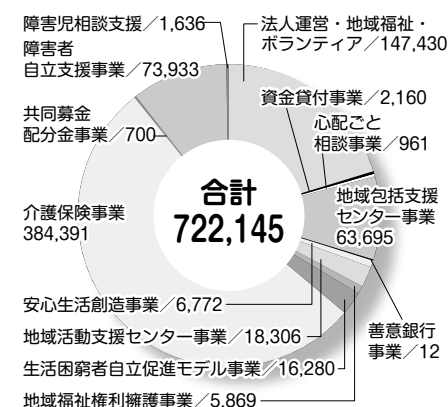 障害児相談支援／1,636
障害者
自立支援事業／73,933
共同募金
配分金事業／700
介護保険事業
384,391
法人運営・地域福祉・
ボランティア／147,430
資金貸付事業／2,160
心配ごと
相談事業／961
地域包括支援
センター事業
63,695
善意銀行
事業／12
合計
722,145
安心生活創造事業／6,772
地域活動支援センター事業／18,306
生活困窮者自立促進モデル事業／16,280
地域福祉権利擁護事業／5,869